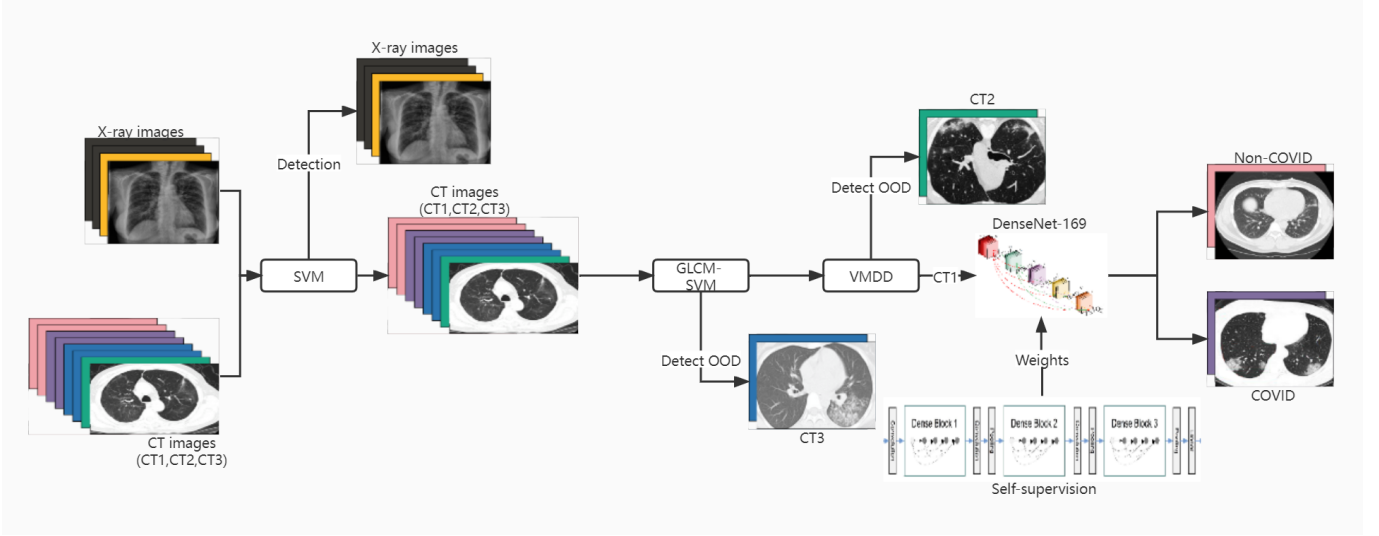 X-ray images
X-ray images
Detection
SVM
CT images
(CT1,CT2,CT3)
CT images
(CT1,CT2,CT3)
GLCM-
SVM
Detect OOD
CT3
VMDD
Detect OOD
CT2
CT1
DenseNet-169
Weights
Dense Block 1
Dense Block 2
Dense Block 3
Self-supervision
Non-COVID
COVID